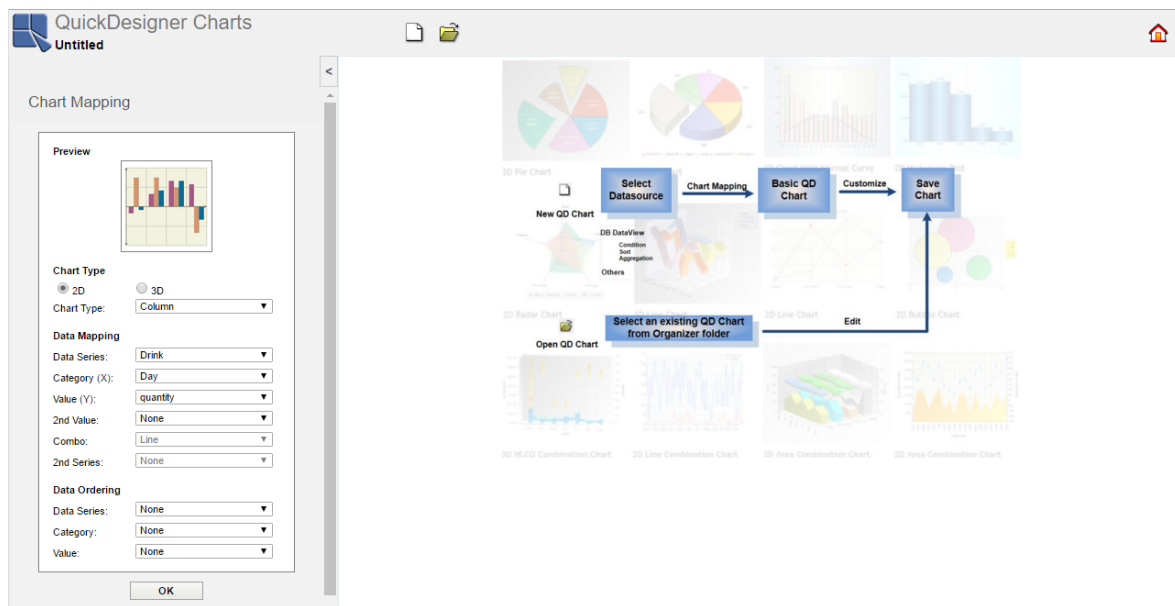 QuickDesigner Charts
Untitled
<
Chart Mapping
Preview
Chart Type
2D
3D
Chart Type:
Column
Data Mapping
Data Series:
Drink
Category (X):
Day
Value (Y):
quantity
2nd Value:
None
Combo:
Line
2nd Series:
None
Data Ordering
Data Series:
None
Category:
None
Value:
None
OK
2D Pie Chart
New QD Chart
Select
Datasource
Chart Mapping
Basic QD
Chart
Customize
Save
Chart
DB DataView
Condition
Sort
Aggregation
Others
2D Radar Chart
2D Line Chart
2D Bubble Chart
Open QD Chart
Select an existing QD Chart
from Organizer folder
Edit
3D HLCO Combination Chart
2D Line Combination Chart
3D Area Combination Chart
2D Area Combination Chart